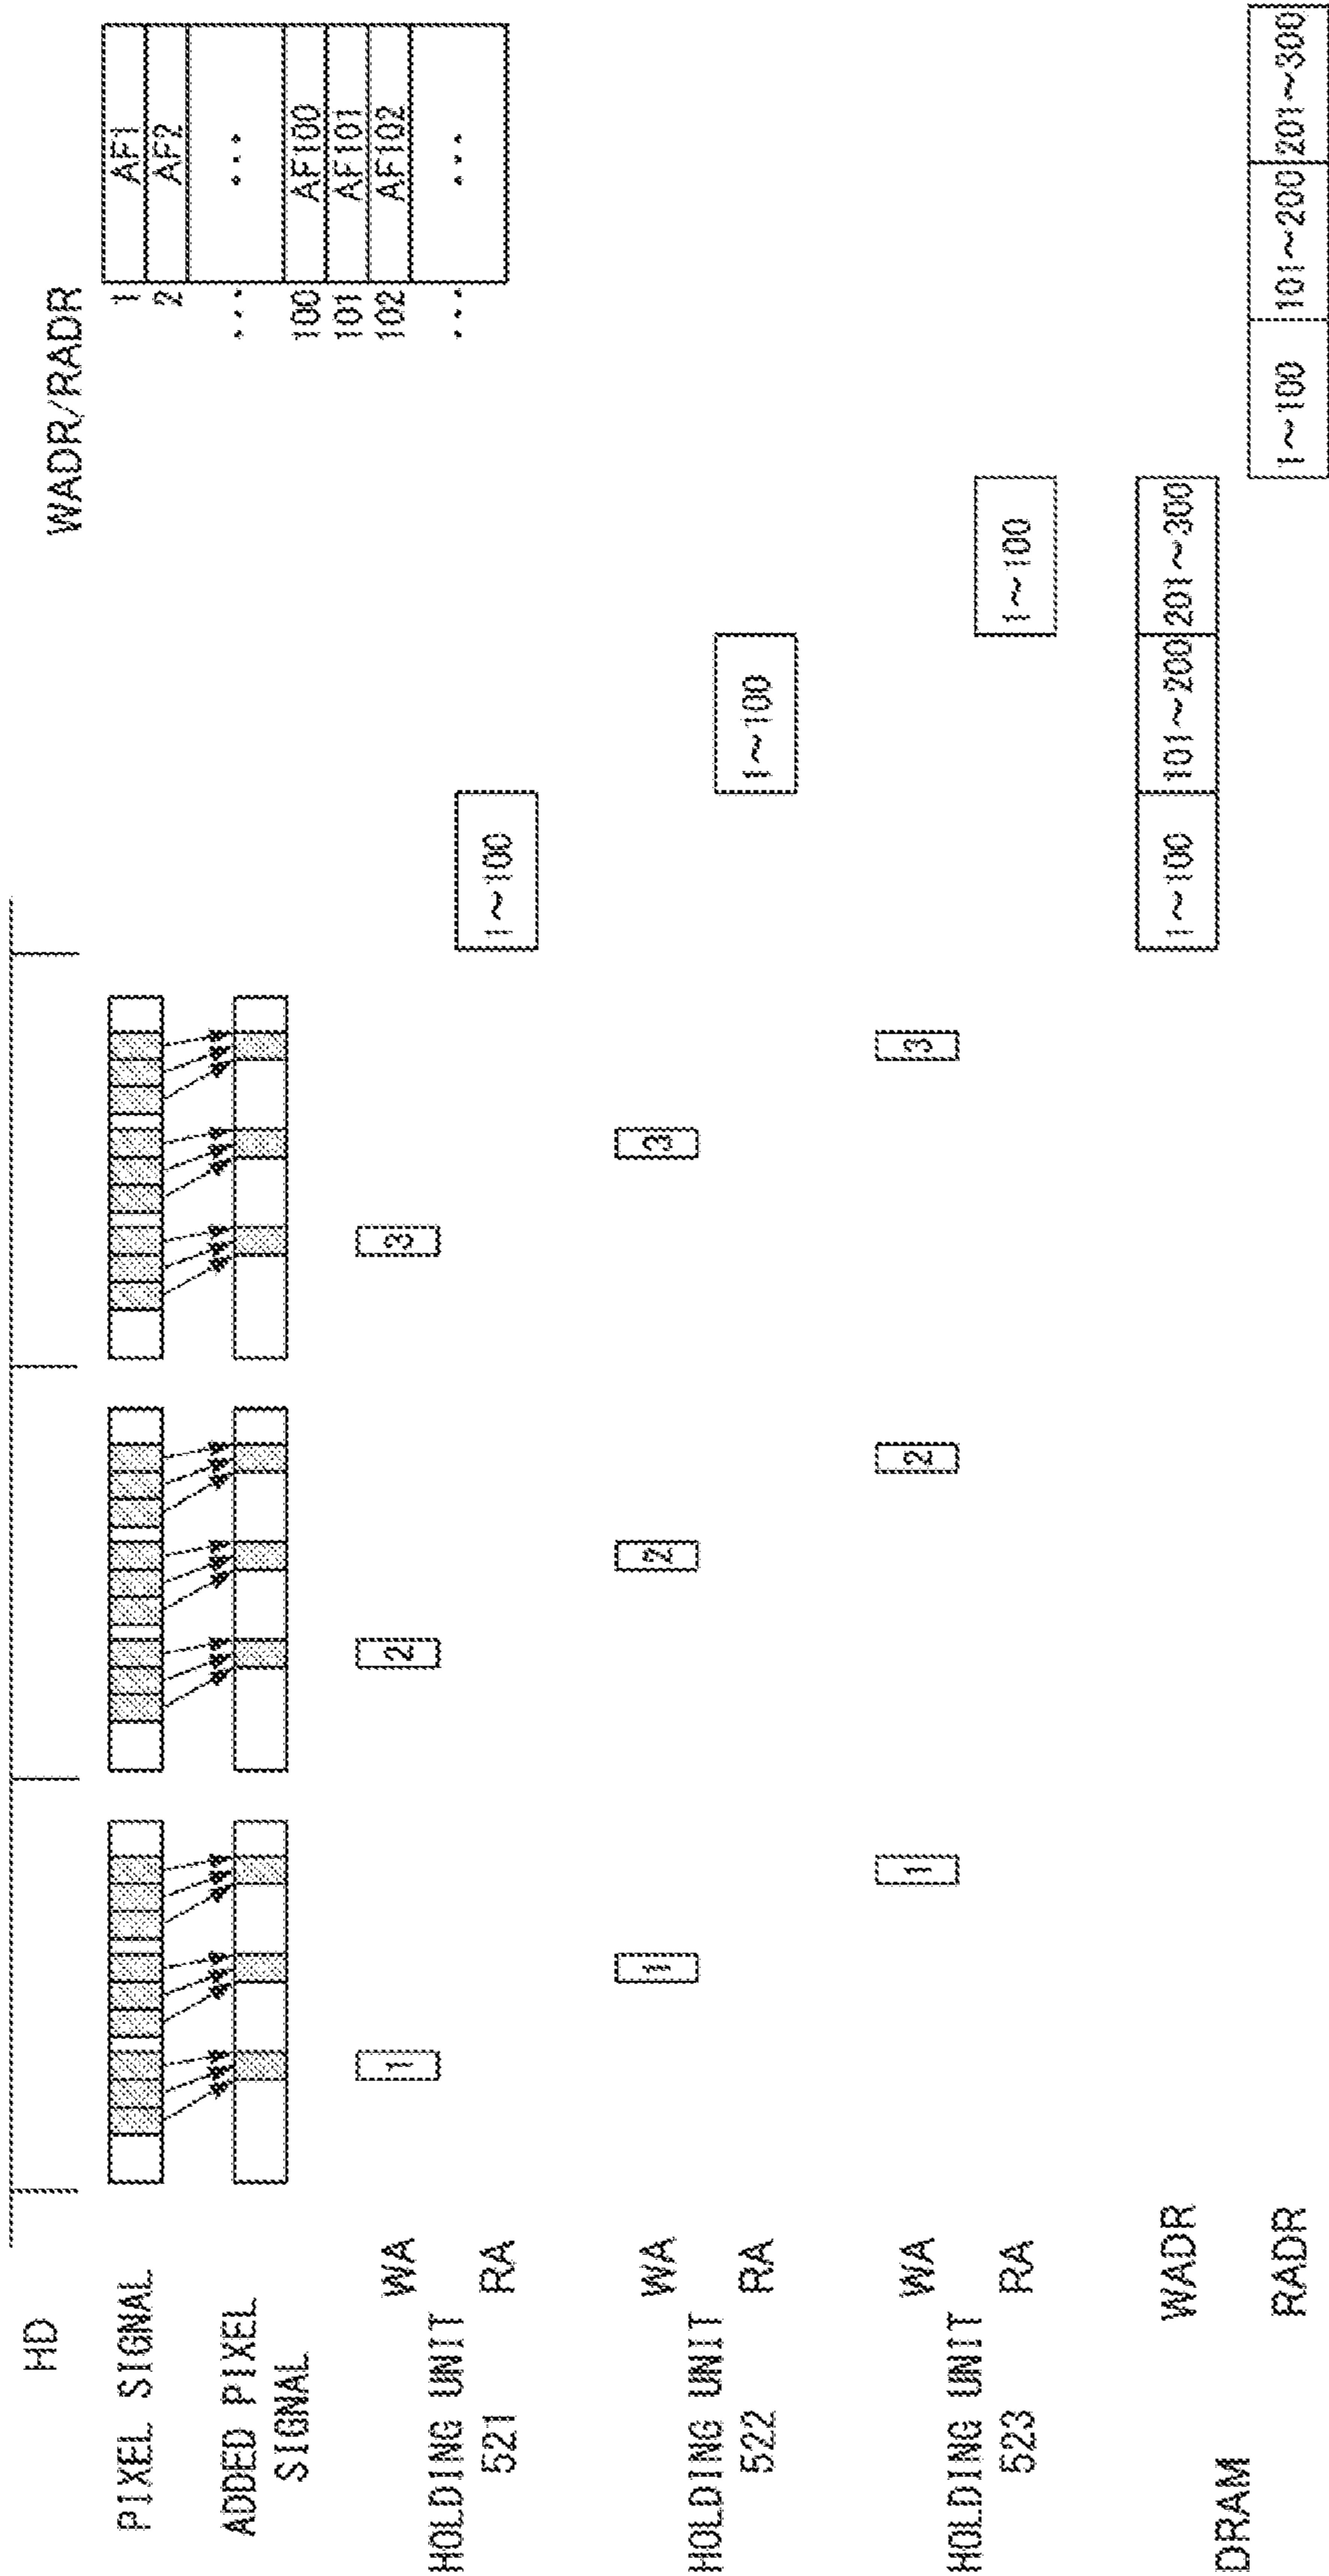 HD
PIXEL SIGNAL
ADDED PIXEL
SIGNAL
HOLDING UNIT
521
WA
1
2
3
RA
1~100
HOLDING UNIT
522
WA
1
2
3
RA
1~100
HOLDING UNIT
523
WA
1
2
3
RA
1~100
DRAM
WADR
1~100 101~200 201~300
RADR
1~100 101~200 201~300
WADR/RADR
1 AF1
2 AF2
... ...
100 AF100
101 AF101
102 AF102
... ...